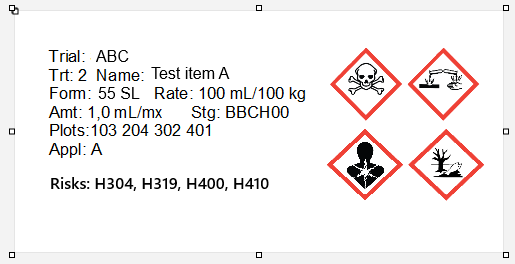 Trial: ABC
Trt: 2 Name: Test item A
Form: 55 SL Rate: 100 mL/100 kg
Amt: 1,0 mL/mx Stg: BBCH00
Plots:103 204 302 401
Appl: A
Risks: H304, H319, H400, H410